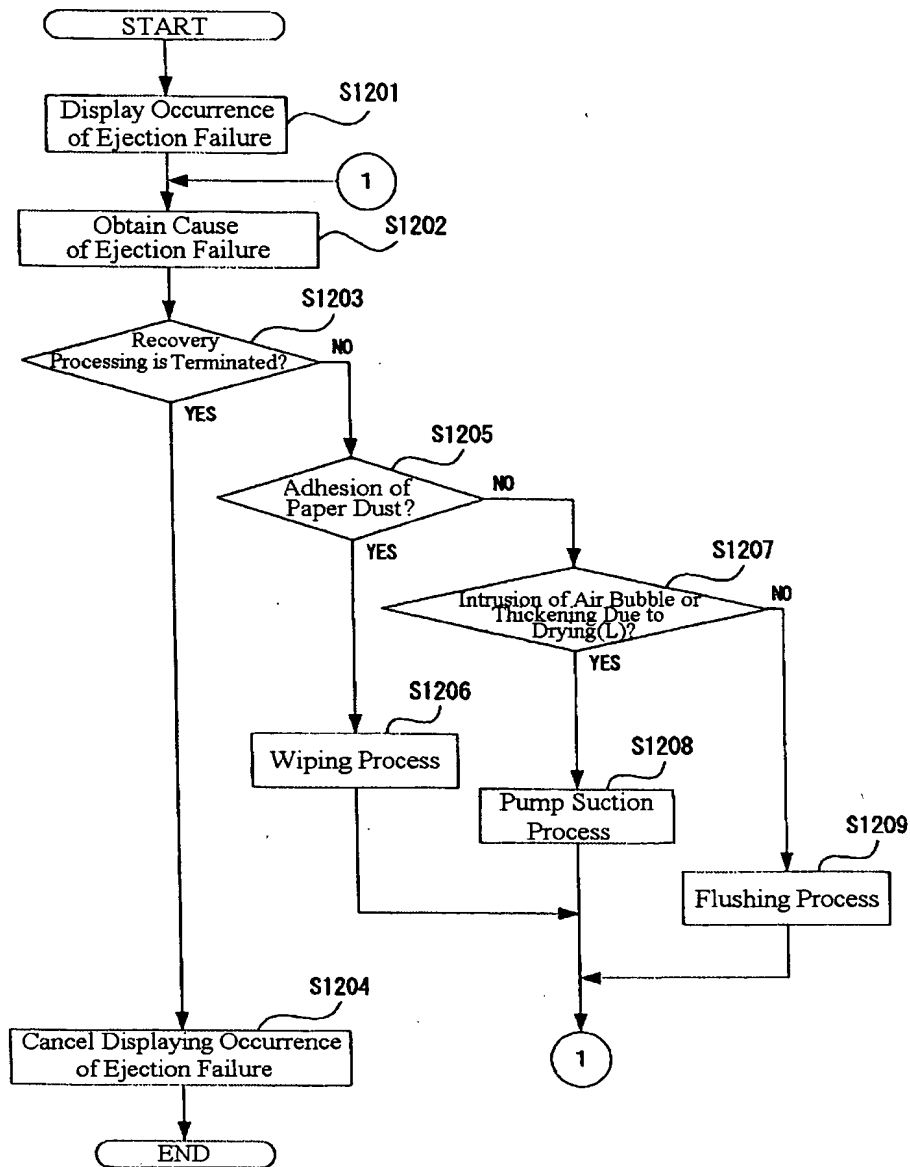 START
S1201
Display Occurrence
of Ejection Failure
1
Obtain Cause
of Ejection Failure
S1202
S1203
Recovery
Processing is Terminated?
NO
YES
S1205
Adhesion of
Paper Dust?
NO
YES
S1207
Intrusion of Air Bubble or
Thickening Due to
Drying(L)?
NO
YES
S1206
Wiping Process
S1208
Pump Suction
Process
S1209
Flushing Process
S1204
Cancel Displaying Occurrence
of Ejection Failure
1
END